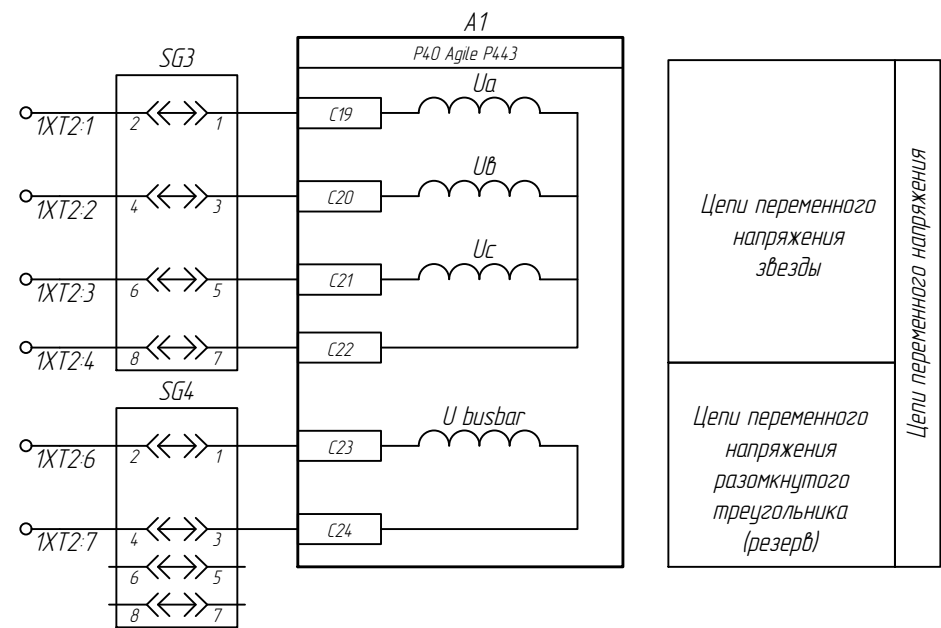 A1
P40 Agile P443
SG3
1XT2:1
2
1
C19
Ua
1XT2:2
4
3
C20
Uв
1XT2:3
6
5
C21
Uc
1XT2:4
8
7
C22
SG4
1XT2:6
2
1
C23
U busbar
1XT2:7
4
3
C24
6
5
8
7
Цепи переменного
напряжения
звезды
Цепи переменного
напряжения
разомкнутого
треугольника
(резерв)
Цепи переменного напряжения